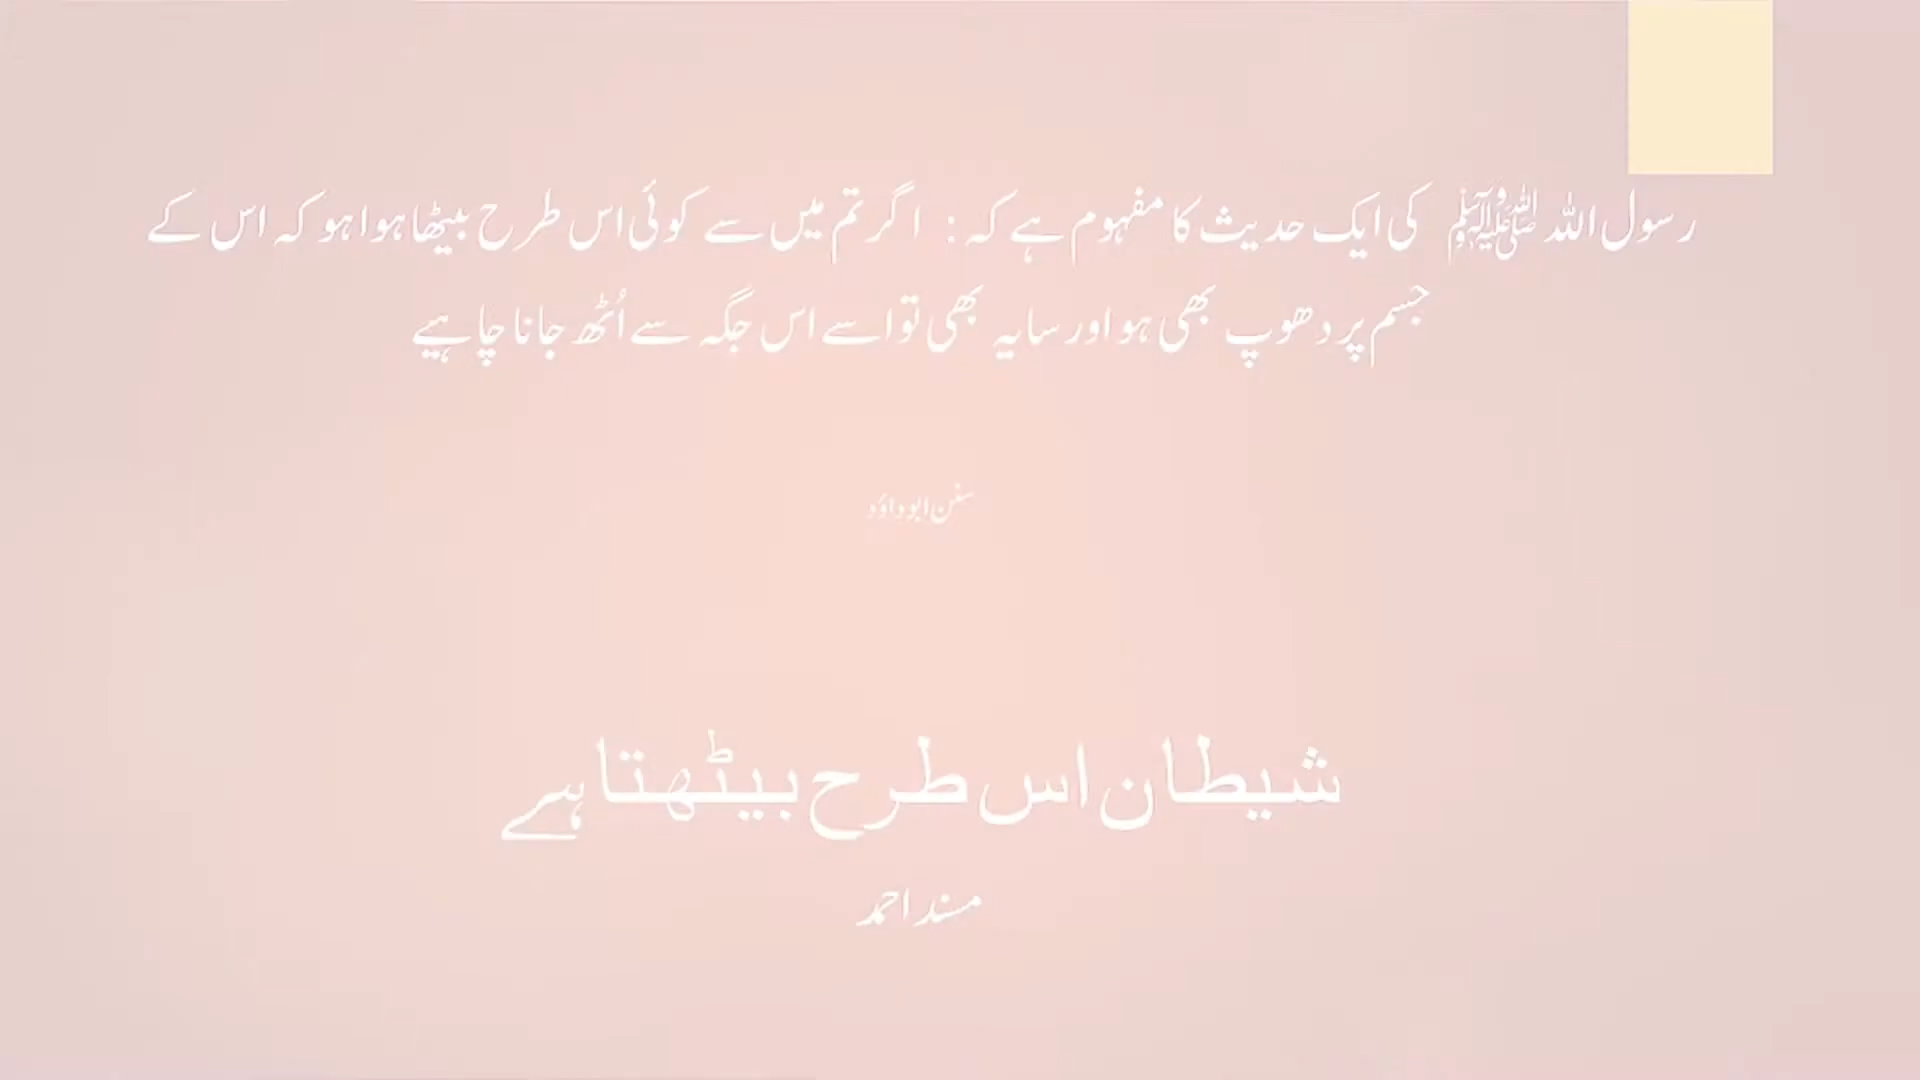 رسول اللہ ﷺ کی ایک حدیث کا مفہوم ہے کہ : اگر تم میں سے کوئی اس طرح بیٹھا ہوا ہو کہ اس کے
جسم پر دھوپ بھی ہو اور سایہ بھی تو اسے اس جگہ سے اُٹھ جانا چاہیے
سنن ابو داؤد
شیطان اس طرح بیٹھتا ہے
مسند احمد